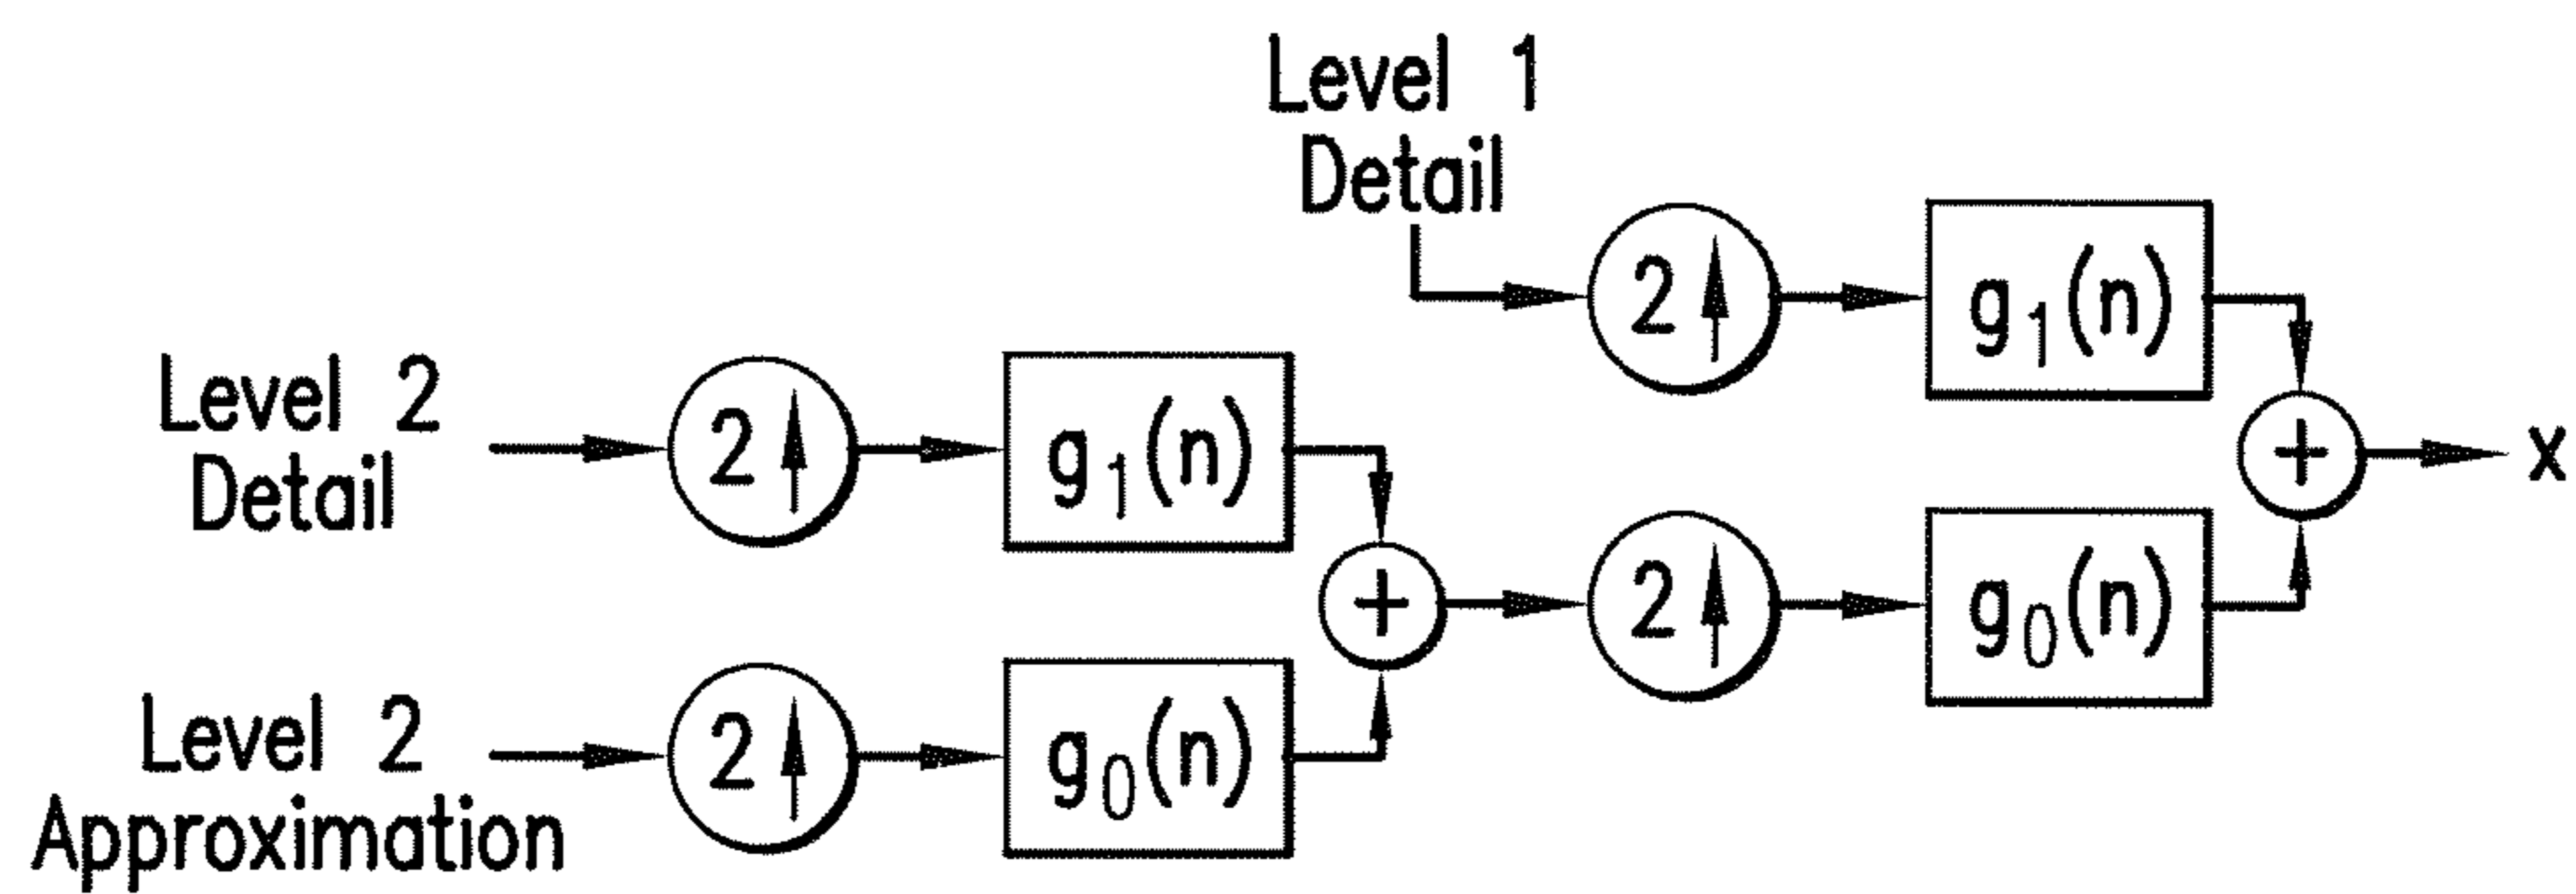 Level 1
Detail
2↑
g₁(n)
Level 2
Detail
2↑
g₁(n)
+
x
+
2↑
g₀(n)
Level 2
Approximation
2↑
g₀(n)